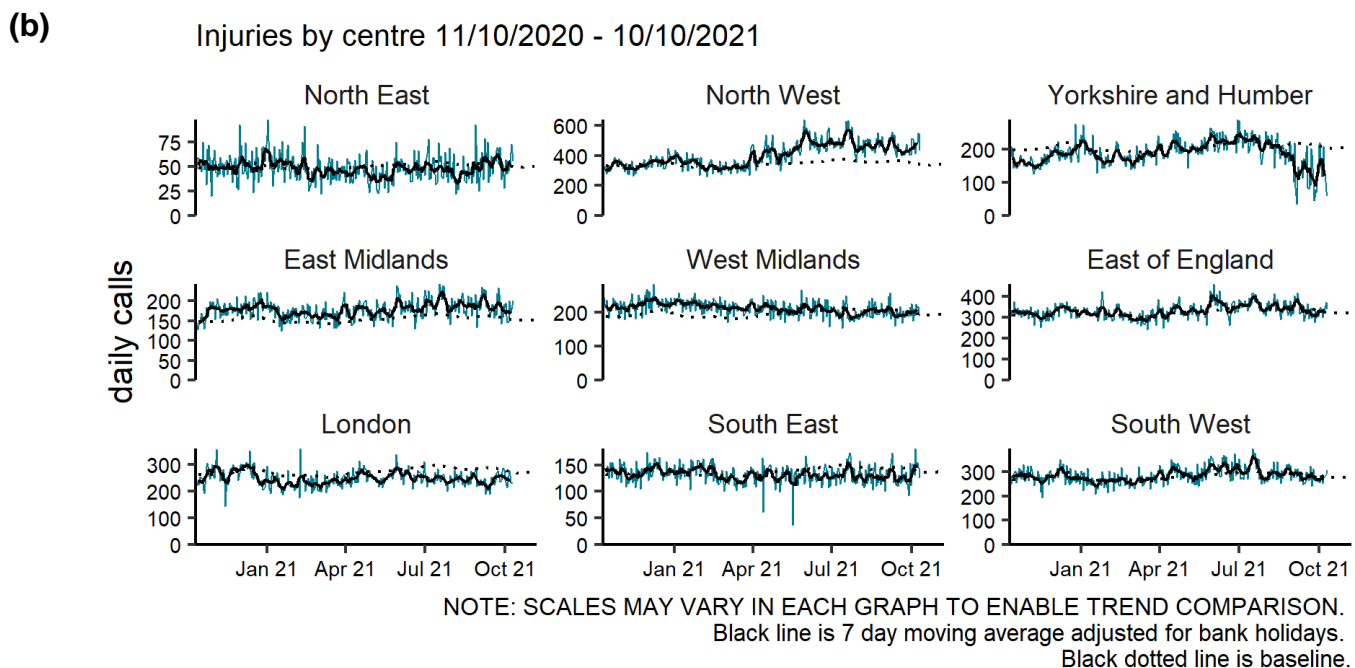 (b)
Injuries by centre 11/10/2020 - 10/10/2021
North East
North West
Yorkshire and Humber
75
50
25
0
600
400
200
0
200
100
0
East Midlands
West Midlands
East of England
daily calls
200
150
100
50
0
200
100
0
400
300
200
100
0
London
South East
South West
300
200
100
0
150
100
50
0
300
200
100
0
Jan 21 Apr 21 Jul 21 Oct 21
Jan 21 Apr 21 Jul 21 Oct 21
Jan 21 Apr 21 Jul 21 Oct 21
NOTE: SCALES MAY VARY IN EACH GRAPH TO ENABLE TREND COMPARISON.
Black line is 7 day moving average adjusted for bank holidays.
Black dotted line is baseline.